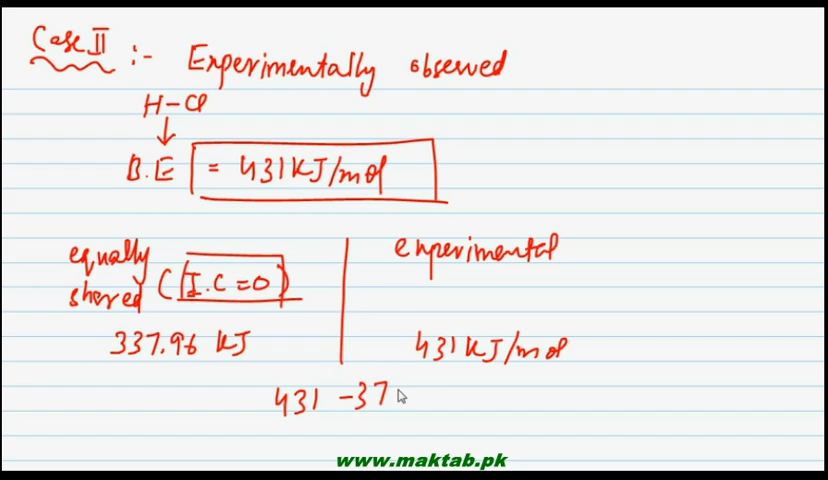 Case II :- Experimentally observed
H-Cl
↓
B.E = 431 KJ/mol
equally shared (I.C = 0)
experimental
337.96 KJ
431 KJ/mol
431 - 37
www.maktab.pk